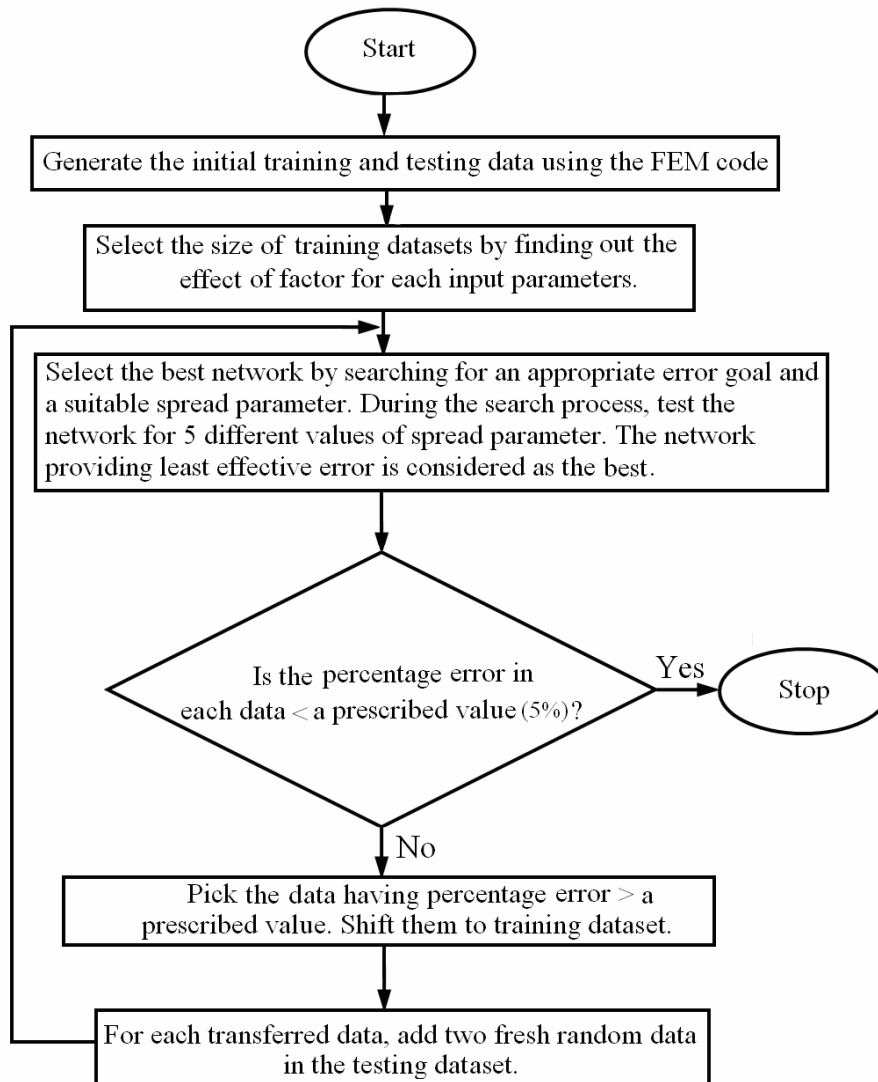 Start
Generate the initial training and testing data using the FEM code
Select the size of training datasets by finding out the
effect of factor for each input parameters.
Select the best network by searching for an appropriate error goal and
a suitable spread parameter. During the search process, test the
network for 5 different values of spread parameter. The network
providing least effective error is considered as the best.
Is the percentage error in
each data < a prescribed value (5%)?
Yes
Stop
No
Pick the data having percentage error > a
prescribed value. Shift them to training dataset.
For each transferred data, add two fresh random data
in the testing dataset.